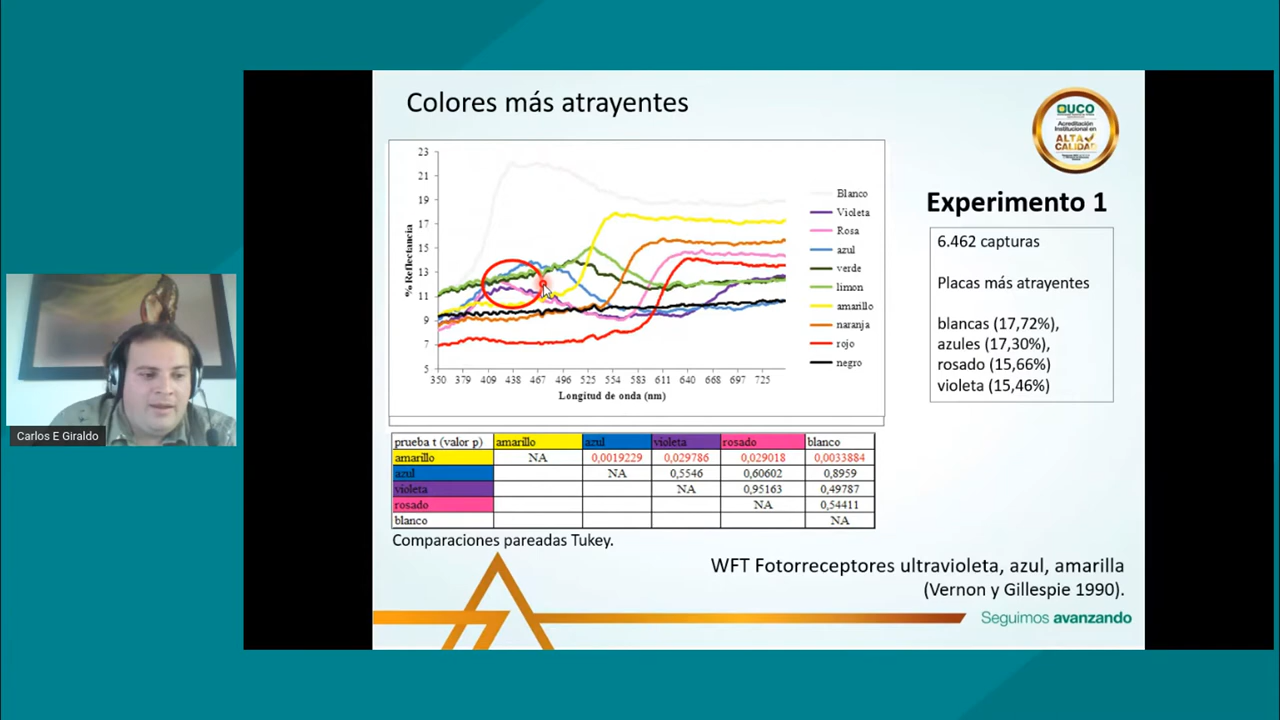 Colores más atrayentes
UCO
Acreditación
Institucional en
ALTA
CALIDAD
Experimento 1
6.462 capturas
Placas más atrayentes
blancas (17,72%),
azules (17,30%),
rosado (15,66%)
violeta (15,46%)
% Reflectancia
23
21
19
17
15
13
11
9
7
5
350 379 409 438 467 496 525 554 583 611 640 668 697 725
Longitud de onda (nm)
Blanco
Violeta
Rosa
azul
verde
limon
amarillo
naranja
rojo
negro
prueba t (valor p) amarillo azul violeta rosado blanco
amarillo NA 0,0019229 0,029786 0,029018 0,0033884
azul NA 0,5546 0,60602 0,8959
violeta NA 0,95163 0,49787
rosado NA 0,54411
blanco NA
Comparaciones pareadas Tukey.
WFT Fotorreceptores ultravioleta, azul, amarilla
(Vernon y Gillespie 1990).
Seguimos avanzando
Carlos E Giraldo